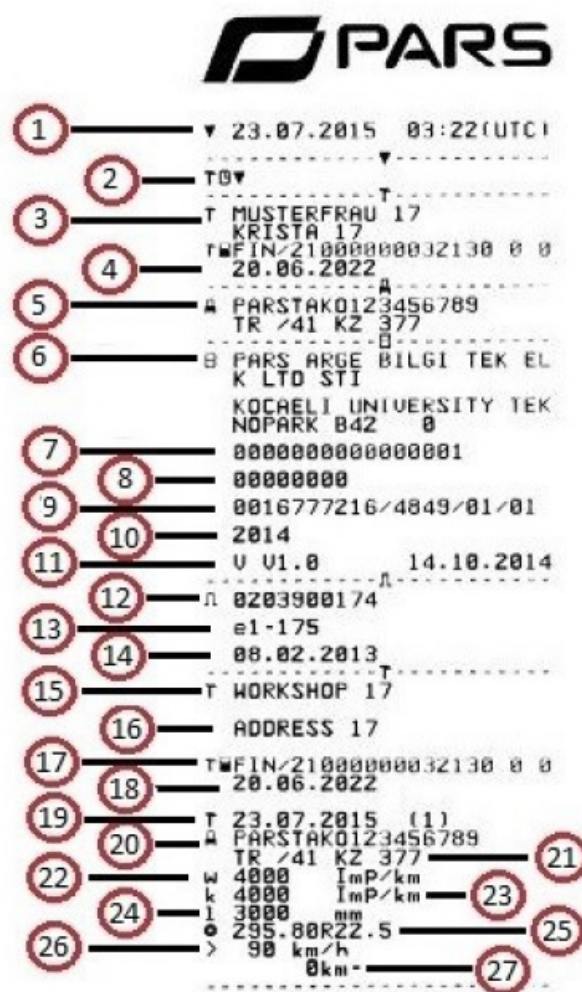 PARS
1 ▼ 23.07.2015 03:22(UTC)
▼
2 T▼
T
3 T MUSTERFRAU 17
KRISTA 17
T FIN/21000000032130 0 0
4 20.06.2022
5 PARSTAKO123456789
TR /41 KZ 377
6 PARS ARGE BILGI TEK EL
K LTD STI
KOCAELI UNIVERSITY TEK
NOPARK B42 0
7 0000000000000001
8 00000000
9 0016777216/4849/01/01
10 2014
11 V V1.0 14.10.2014
12 0203900174
13 e1-175
14 08.02.2013
T
15 T WORKSHOP 17
16 ADDRESS 17
17 T FIN/21000000032130 0 0
18 20.06.2022
19 T 23.07.2015 (1)
20 PARSTAKO123456789
TR /41 KZ 377 21
22 w 4000 Imp/km
k 4000 Imp/km 23
24 l 3000 mm
295.80R22.5 25
26 > 90 km/h
0km- 27